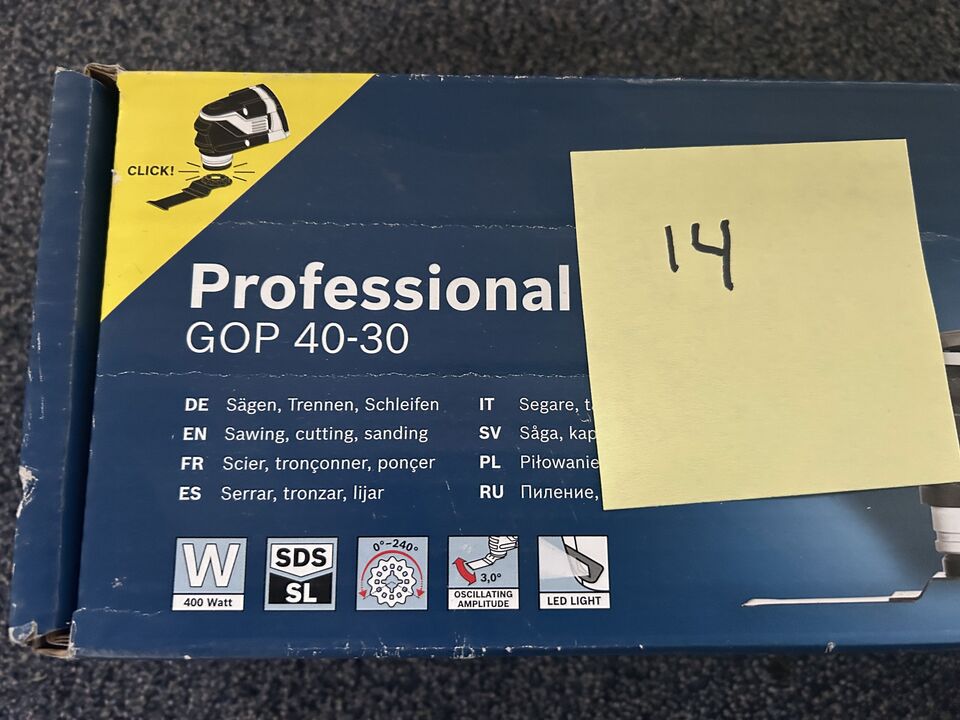 CLICK!
14
Professional
GOP 40-30
DE Sägen, Trennen, Schleifen
EN Sawing, cutting, sanding
FR Scier, tronçonner, ponçer
ES Serrar, tronzar, lijar
IT Segare,
SV Såga,
PL Piłowanie
RU Пиление,
W
400 Watt
SDS
SL
0°-240°
3,0°
OSCILLATING
AMPLITUDE
LED LIGHT